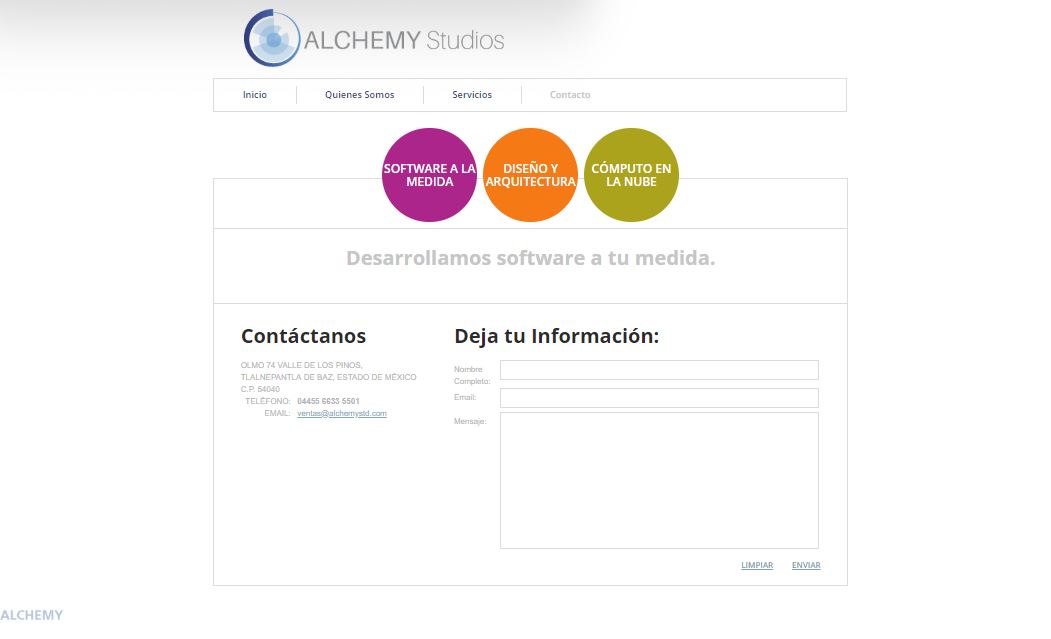 ALCHEMY Studios
Inicio
Quienes Somos
Servicios
Contacto
SOFTWARE A LA
MEDIDA
DISEÑO Y
ARQUITECTURA
CÓMPUTO EN
LA NUBE
Desarrollamos software a tu medida.
Contáctanos
OLMO 74 VALLE DE LOS PINOS,
TLALNEPANTLA DE BAZ, ESTADO DE MÉXICO
C.P. 54040
TELÉFONO: 04455 6633 5501
EMAIL: ventas@alchemystd.com
Deja tu Información:
Nombre
Completo:
Email:
Mensaje:
LIMPIAR
ENVIAR
ALCHEMY